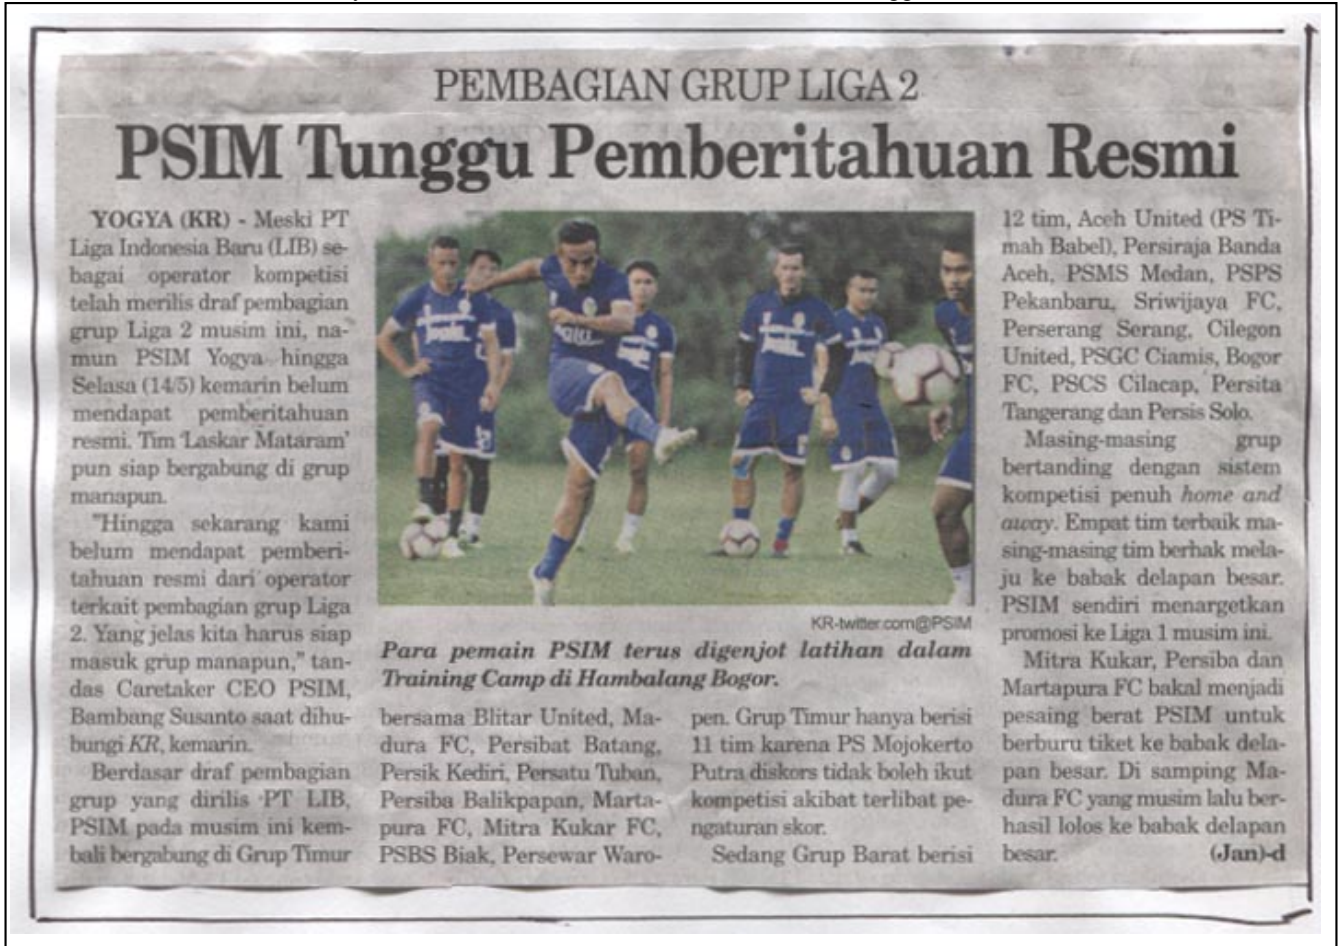 PEMBAGIAN GRUP LIGA 2
PSIM Tunggu Pemberitahuan Resmi
YOGYA (KR) - Meski PT
Liga Indonesia Baru (LIB) se-
bagai operator kompetisi
telah merilis draf pembagian
grup Liga 2 musim ini, na-
mun PSIM Yogya hingga
Selasa (14/5) kemarin belum
mendapat pemberitahuan
resmi. Tim 'Laskar Mataram'
pun siap bergabung di grup
manapun.
"Hingga sekarang kami
belum mendapat pemberi-
tahuan resmi dari operator
terkait pembagian grup Liga
2. Yang jelas kita harus siap
masuk grup manapun," tan-
das Caretaker CEO PSIM,
Bambang Susanto saat dihu-
bungi KR, kemarin.
Berdasar draf pembagian
grup yang dirilis PT LIB,
PSIM pada musim ini kem-
bali bergabung di Grup Timur
KR-twitter.com@PSIM
Para pemain PSIM terus digenjot latihan dalam
Training Camp di Hambalang Bogor.
bersama Blitar United, Ma-
dura FC, Persibat Batang,
Persik Kediri, Persatu Tuban,
Persiba Balikpapan, Marta-
pura FC, Mitra Kukar FC,
PSBS Biak, Persewar Waro-
pen. Grup Timur hanya berisi
11 tim karena PS Mojokerto
Putra diskors tidak boleh ikut
kompetisi akibat terlibat pe-
ngaturan skor.
Sedang Grup Barat berisi
12 tim, Aceh United (PS Ti-
mah Babel), Persiraja Banda
Aceh, PSMS Medan, PSPS
Pekanbaru, Sriwijaya FC,
Perserang Serang, Cilegon
United, PSGC Ciamis, Bogor
FC, PSCS Cilacap, Persita
Tangerang dan Persis Solo.
Masing-masing grup
bertanding dengan sistem
kompetisi penuh home and
away. Empat tim terbaik ma-
sing-masing tim berhak mela-
ju ke babak delapan besar.
PSIM sendiri menargetkan
promosi ke Liga 1 musim ini.
Mitra Kukar, Persiba dan
Martapura FC bakal menjadi
pesaing berat PSIM untuk
berburu tiket ke babak dela-
pan besar. Di samping Ma-
dura FC yang musim lalu ber-
hasil lolos ke babak delapan
besar. (Jan)-d